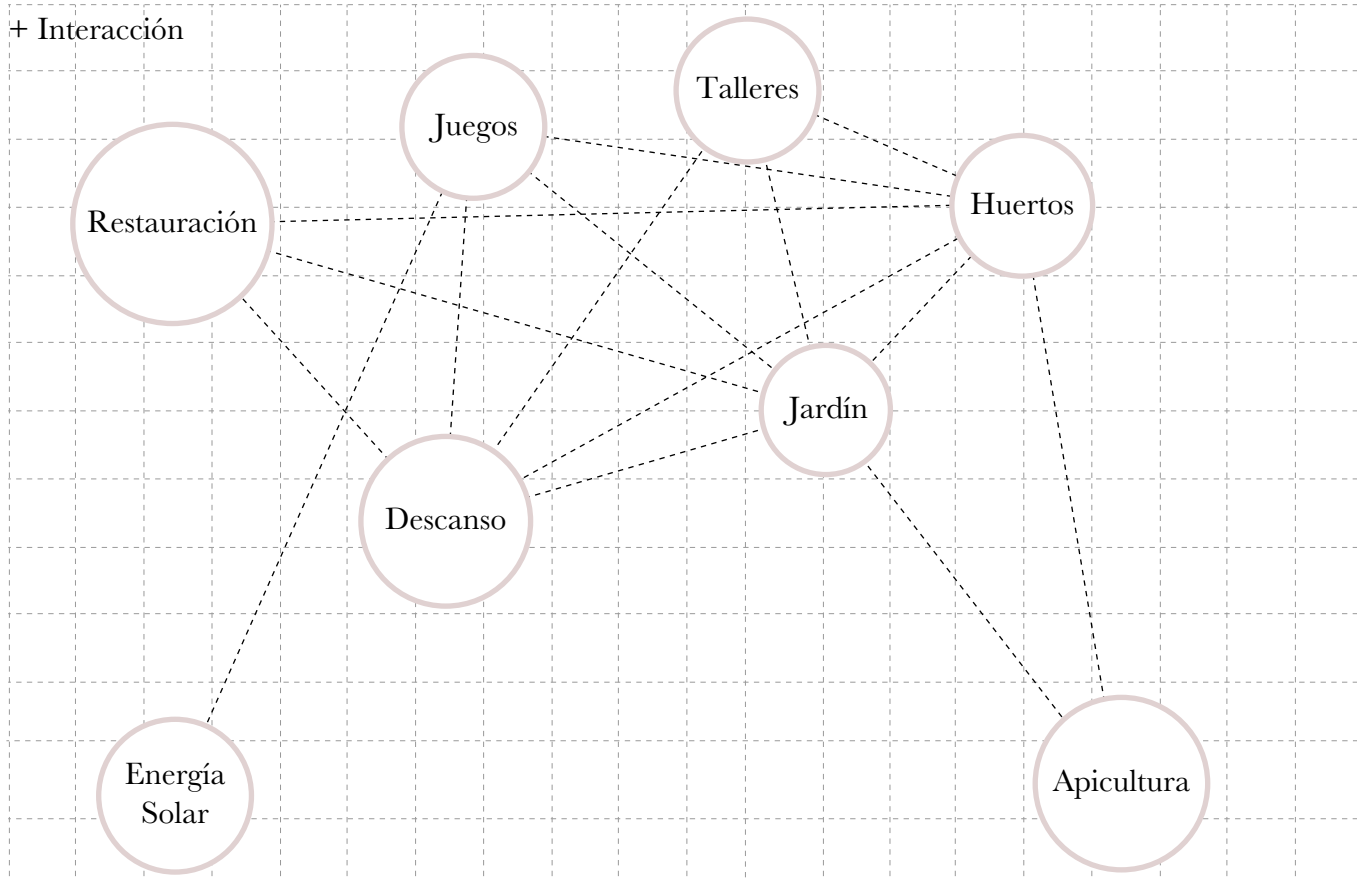 + Interacción
Talleres
Juegos
Huertos
Restauración
Jardín
Descanso
Energía
Solar
Apicultura